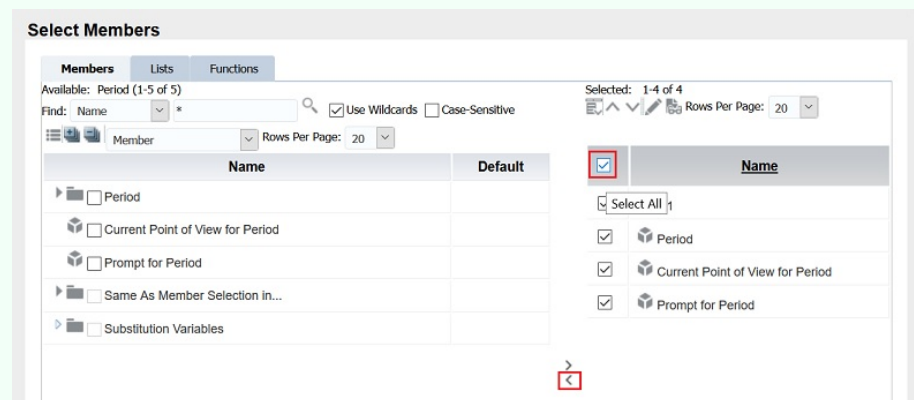 Select Members
Members Lists Functions
Available: Period (1-5 of 5)
Find: Name * Use Wildcards Case-Sensitive
Member Rows Per Page: 20
Name Default
Period
Current Point of View for Period
Prompt for Period
Same As Member Selection in...
Substitution Variables
Selected: 1-4 of 4
Rows Per Page: 20
Name
Select All 1
Period
Current Point of View for Period
Prompt for Period